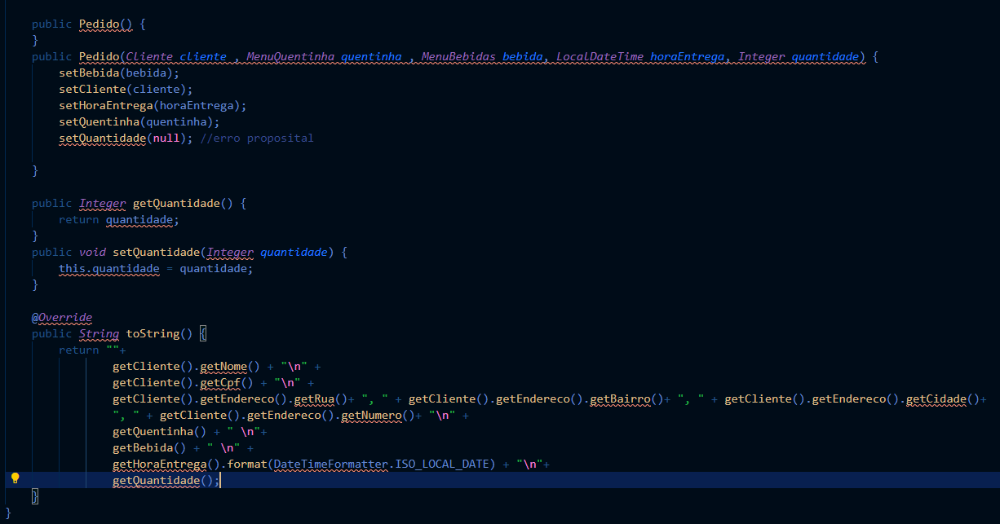 public Pedido() {
}
public Pedido(Cliente cliente , MenuQuentinha quentinha , MenuBebidas bebida, LocalDateTime horaEntrega, Integer quantidade) {
setBebida(bebida);
setCliente(cliente);
setHoraEntrega(horaEntrega);
setQuentinha(quentinha);
setQuantidade(null); //erro proposital
}
public Integer getQuantidade() {
return quantidade;
}
public void setQuantidade(Integer quantidade) {
this.quantidade = quantidade;
}
@Override
public String toString() {
return ""+
getCliente().getNome() + "\n" +
getCliente().getCpf() + "\n" +
getCliente().getEndereco().getRua()+ ", " + getCliente().getEndereco().getBairro()+ ", " + getCliente().getEndereco().getCidade()+
", " + getCliente().getEndereco().getNumero()+ "\n" +
getQuentinha() + " \n"+
getBebida() + " \n" +
getHoraEntrega().format(DateTimeFormatter.ISO_LOCAL_DATE) + "\n"+
getQuantidade();
}
}